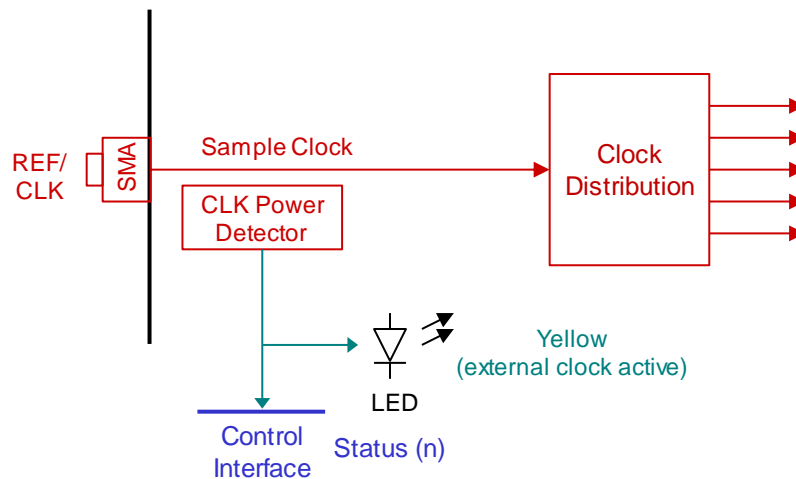 REF/
CLK
SMA
Sample Clock
CLK Power
Detector
Clock
Distribution
Yellow
(external clock active)
LED
Control
Interface
Status (n)